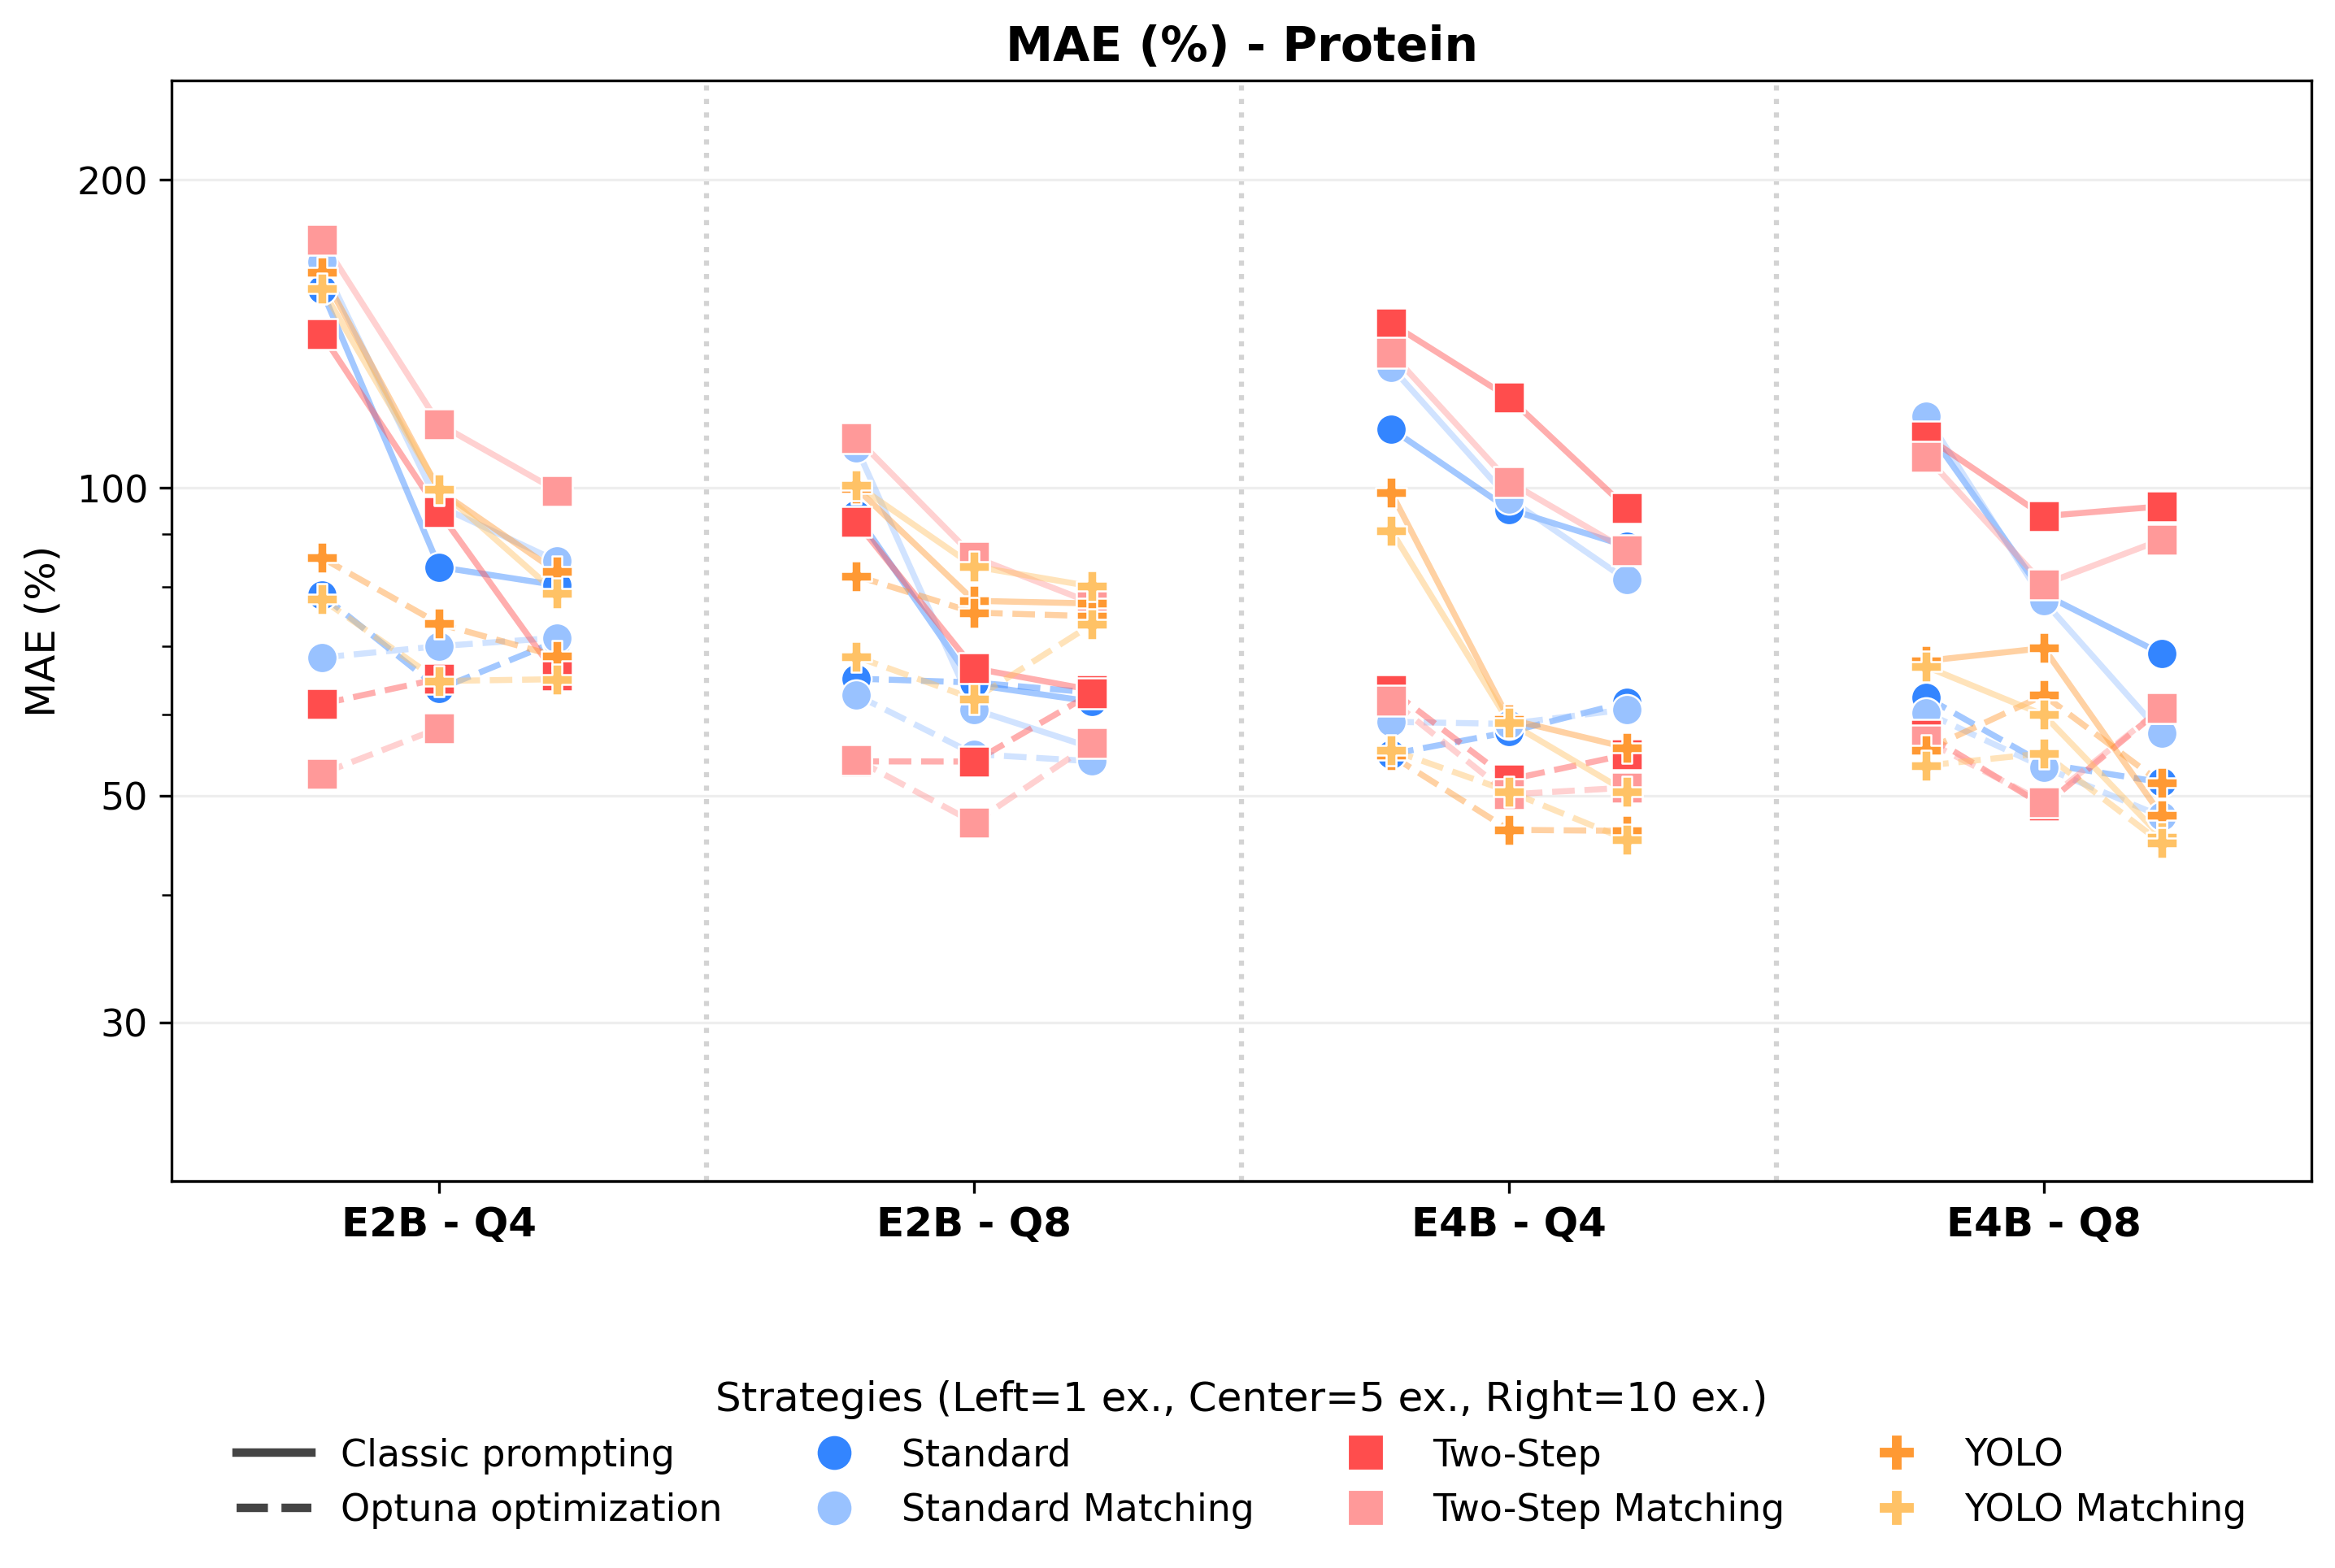 MAE (%) - Protein
MAE (%)
200
100
50
30
E2B - Q4
E2B - Q8
E4B - Q4
E4B - Q8
Strategies (Left=1 ex., Center=5 ex., Right=10 ex.)
Classic prompting
Standard
Two-Step
YOLO
Optuna optimization
Standard Matching
Two-Step Matching
YOLO Matching